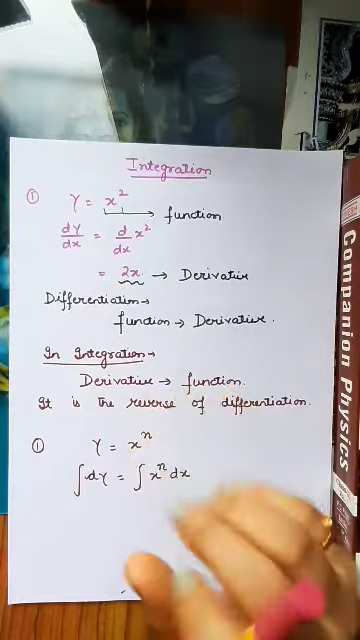 Integration
① Y = x²
→ function
dY/dx = d/dx x²
= 2x. → Derivative
Differentiation→
function → Derivative.
In Integration→
Derivative → function.
It is the reverse of differentiation.
① Y = xⁿ
∫dY = ∫xⁿ dx
Companion Physics